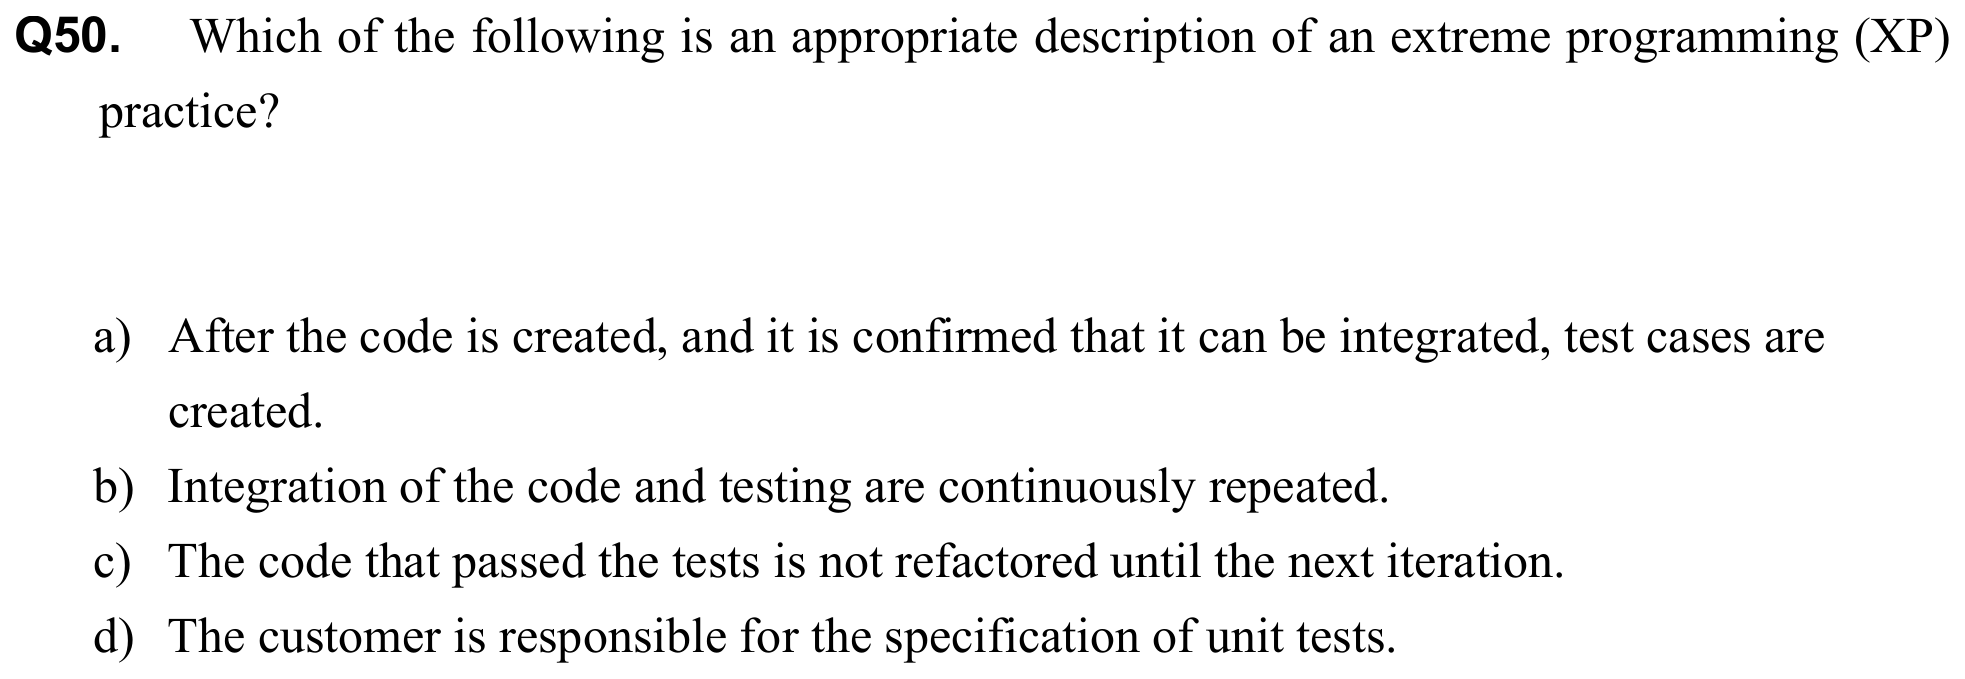 Q50. Which of the following is an appropriate description of an extreme programming (XP)
practice?
a) After the code is created, and it is confirmed that it can be integrated, test cases are
created.
b) Integration of the code and testing are continuously repeated.
c) The code that passed the tests is not refactored until the next iteration.
d) The customer is responsible for the specification of unit tests.